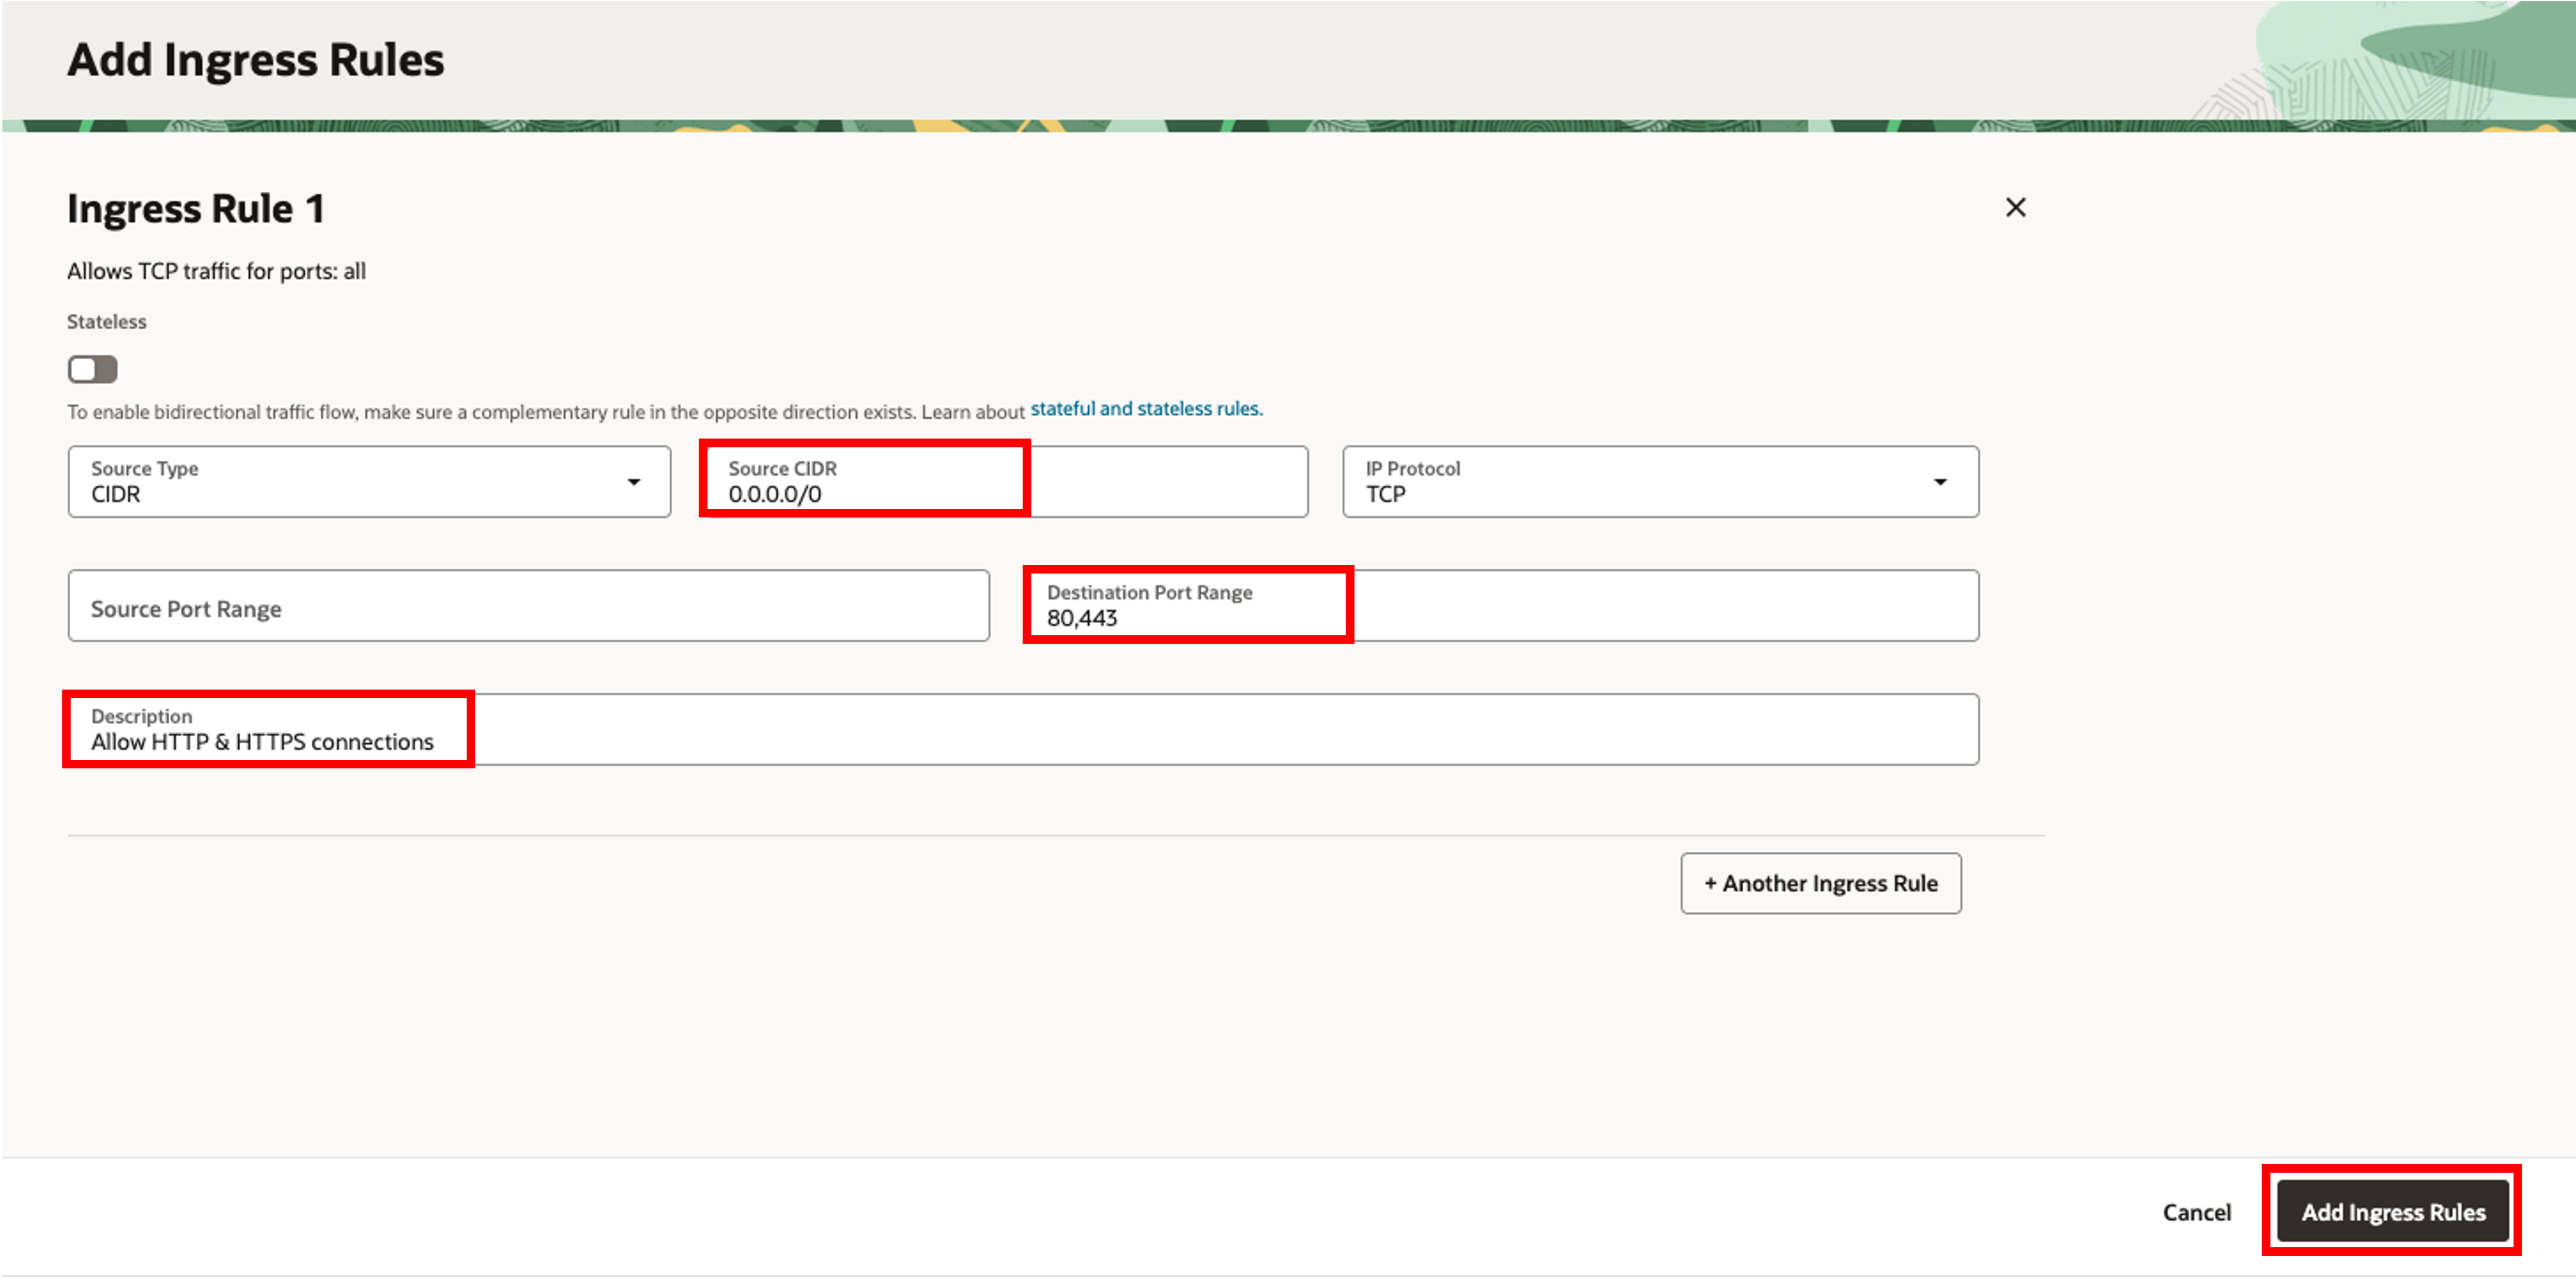 Add Ingress Rules
Ingress Rule 1
Allows TCP traffic for ports: all
Stateless
To enable bidirectional traffic flow, make sure a complementary rule in the opposite direction exists. Learn about stateful and stateless rules.
Source Type
CIDR
Source CIDR
0.0.0.0/0
IP Protocol
TCP
Source Port Range
Destination Port Range
80,443
Description
Allow HTTP & HTTPS connections
+ Another Ingress Rule
Cancel
Add Ingress Rules